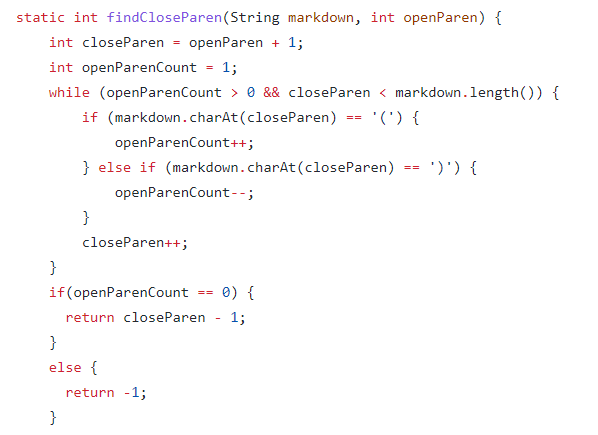 static int findCloseParen(String markdown, int openParen) {
    int closeParen = openParen + 1;
    int openParenCount = 1;
    while (openParenCount > 0 && closeParen < markdown.length()) {
        if (markdown.charAt(closeParen) == '(') {
            openParenCount++;
        } else if (markdown.charAt(closeParen) == ')') {
            openParenCount--;
        }
        closeParen++;
    }
    if(openParenCount == 0) {
      return closeParen - 1;
    }
    else {
      return -1;
    }